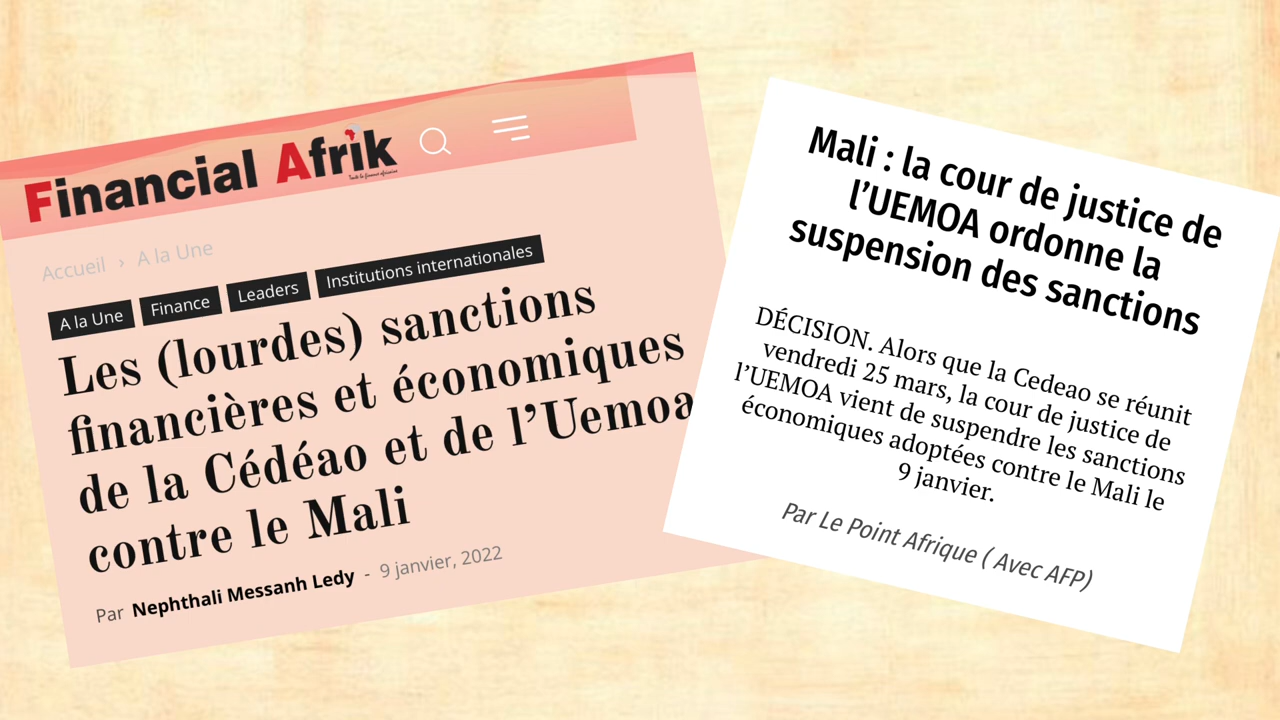 Financial Afrik
Accueil › A la Une
A la Une Finance Leaders Institutions internationales
Les (lourdes) sanctions
financières et économiques
de la Cédéao et de l’Uemoa
contre le Mali
Par Nephthali Messanh Ledy - 9 janvier, 2022
Mali : la cour de justice de
l’UEMOA ordonne la
suspension des sanctions
DÉCISION. Alors que la Cedeao se réunit
vendredi 25 mars, la cour de justice de
l’UEMOA vient de suspendre les sanctions
économiques adoptées contre le Mali le
9 janvier.
Par Le Point Afrique ( Avec AFP)